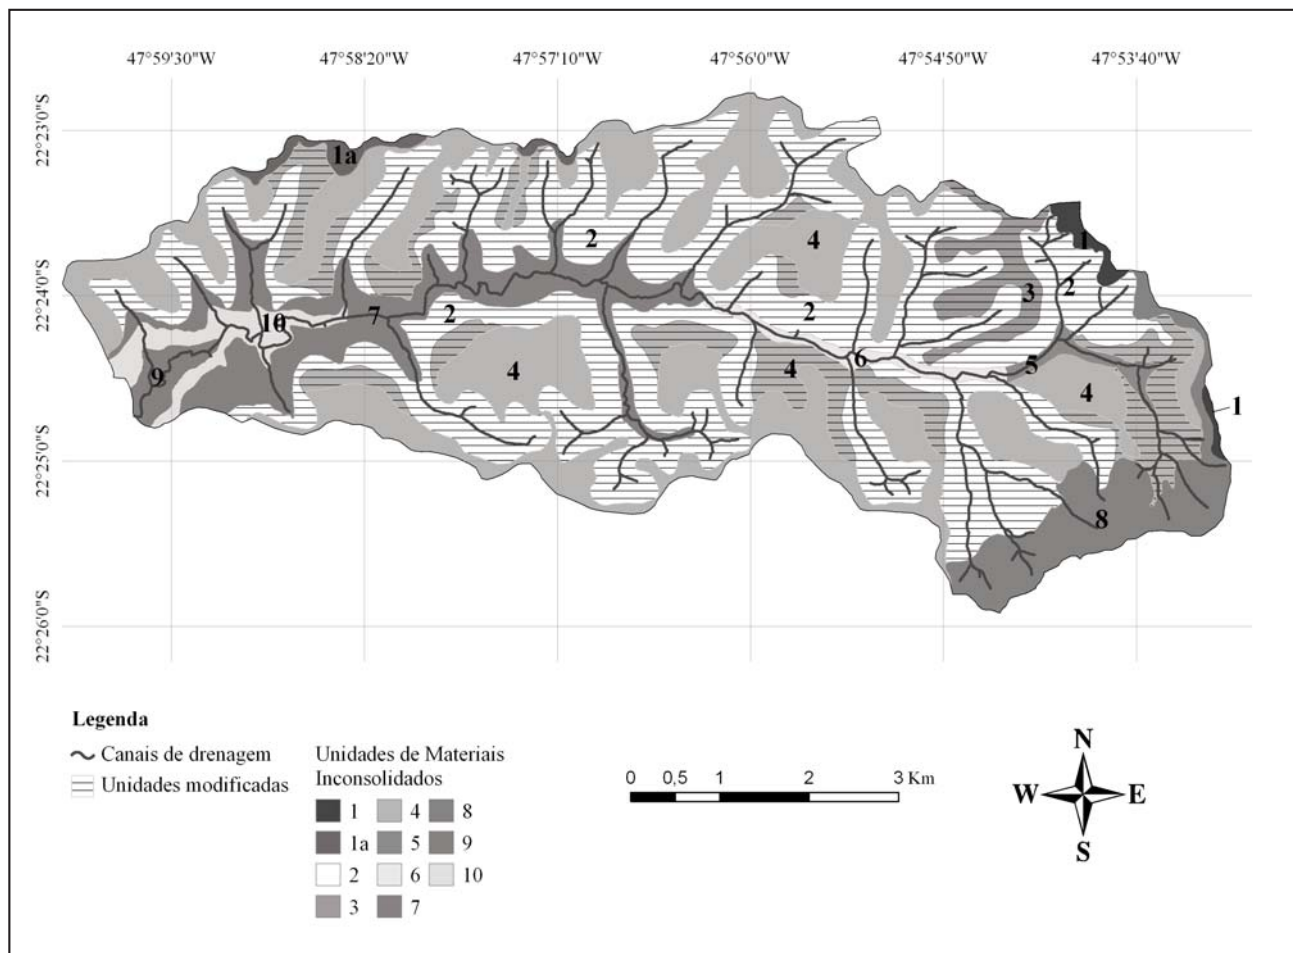 47°59'30"W 47°58'20"W 47°57'10"W 47°56'0"W 47°54'50"W 47°53'40"W
22°23'0"S
22°24'0"S
22°25'0"S
22°26'0"S
1a
1
2
4
3
2
10
7
2
2
6
5
9
4
4
4
1
8
Legenda
Canais de drenagem
Unidades modificadas
Unidades de Materiais
Inconsolidados
1 4 8
1a 5 9
2 6 10
3 7
0 0,5 1 2 3 Km
N
W E
S